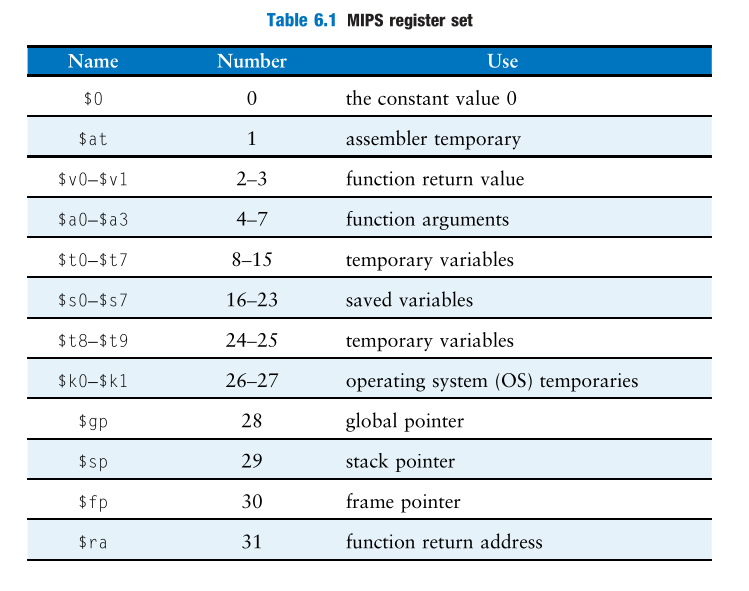 Table 6.1 MIPS register set
Name Number Use
$0 0 the constant value 0
$at 1 assembler temporary
$v0–$v1 2–3 function return value
$a0–$a3 4–7 function arguments
$t0–$t7 8–15 temporary variables
$s0–$s7 16–23 saved variables
$t8–$t9 24–25 temporary variables
$k0–$k1 26–27 operating system (OS) temporaries
$gp 28 global pointer
$sp 29 stack pointer
$fp 30 frame pointer
$ra 31 function return address